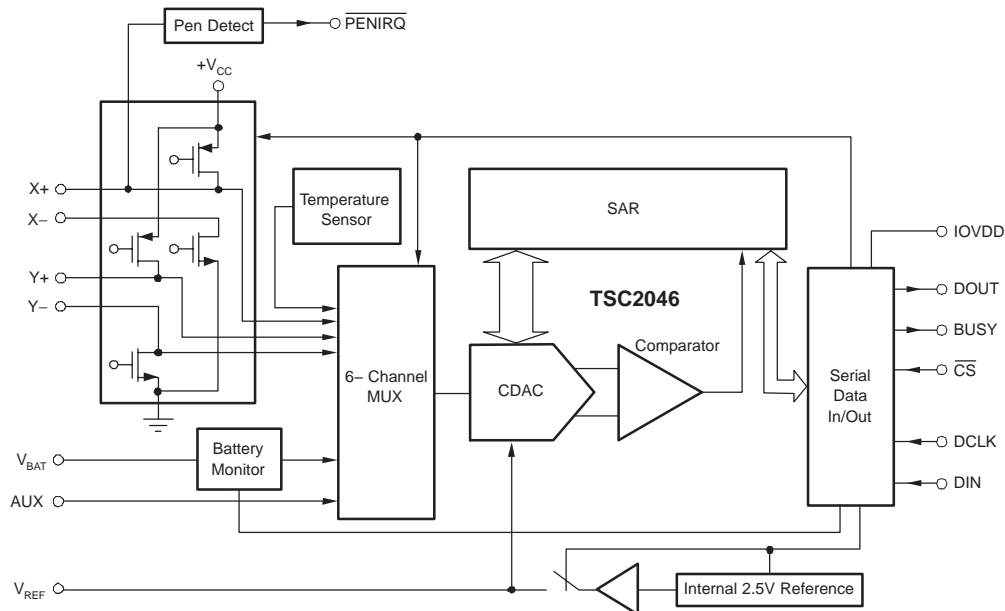 Pen Detect
PENIRQ
+VCC
X+
X−
Y+
Y−
Temperature
Sensor
SAR
TSC2046
IOVDD
DOUT
BUSY
CS
DCLK
DIN
Comparator
6− Channel
MUX
CDAC
Serial
Data
In/Out
Battery
Monitor
VBAT
AUX
VREF
Internal 2.5V Reference